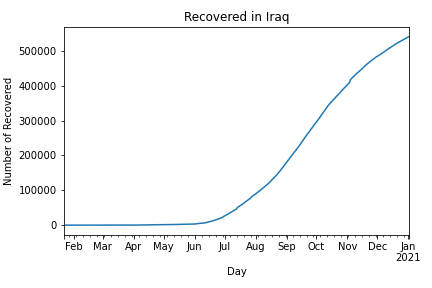 Recovered in Iraq
Number of Recovered
500000
400000
300000
200000
100000
0
Feb Mar Apr May Jun Jul Aug Sep Oct Nov Dec Jan
2021
Day